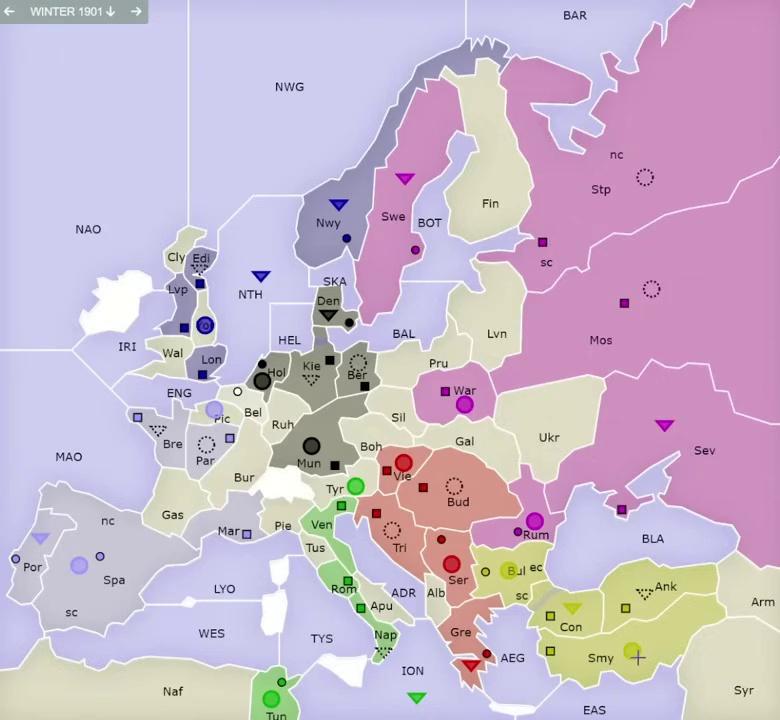 ← WINTER 1901↓ →
BAR
NWG
nc
Stp
NAO
Fin
Swe
Nwy
BOT
Cly
Edi
sc
SKA
NTH
Den
Lvp
Yo
Mos
IRI
HEL
BAL
Lvn
Wal
Lon
Kie
Ber
Pru
Hol
War
ENG
Pic
Bel
Sil
Ruh
Ukr
Bre
Par
Mun
Boh
Gal
Sev
MAO
Bur
Vie
Tyr
Bud
Gas
Ven
nc
Mar
Pie
Tri
Rum
BLA
Tus
Por
Spa
Ser
Bul ec
Ank
LYO
Rom
ADR
Alb
sc
Arm
sc
Apu
Con
WES
TYS
Nap
Gre
AEG
Smy
ION
Naf
Syr
Tun
EAS